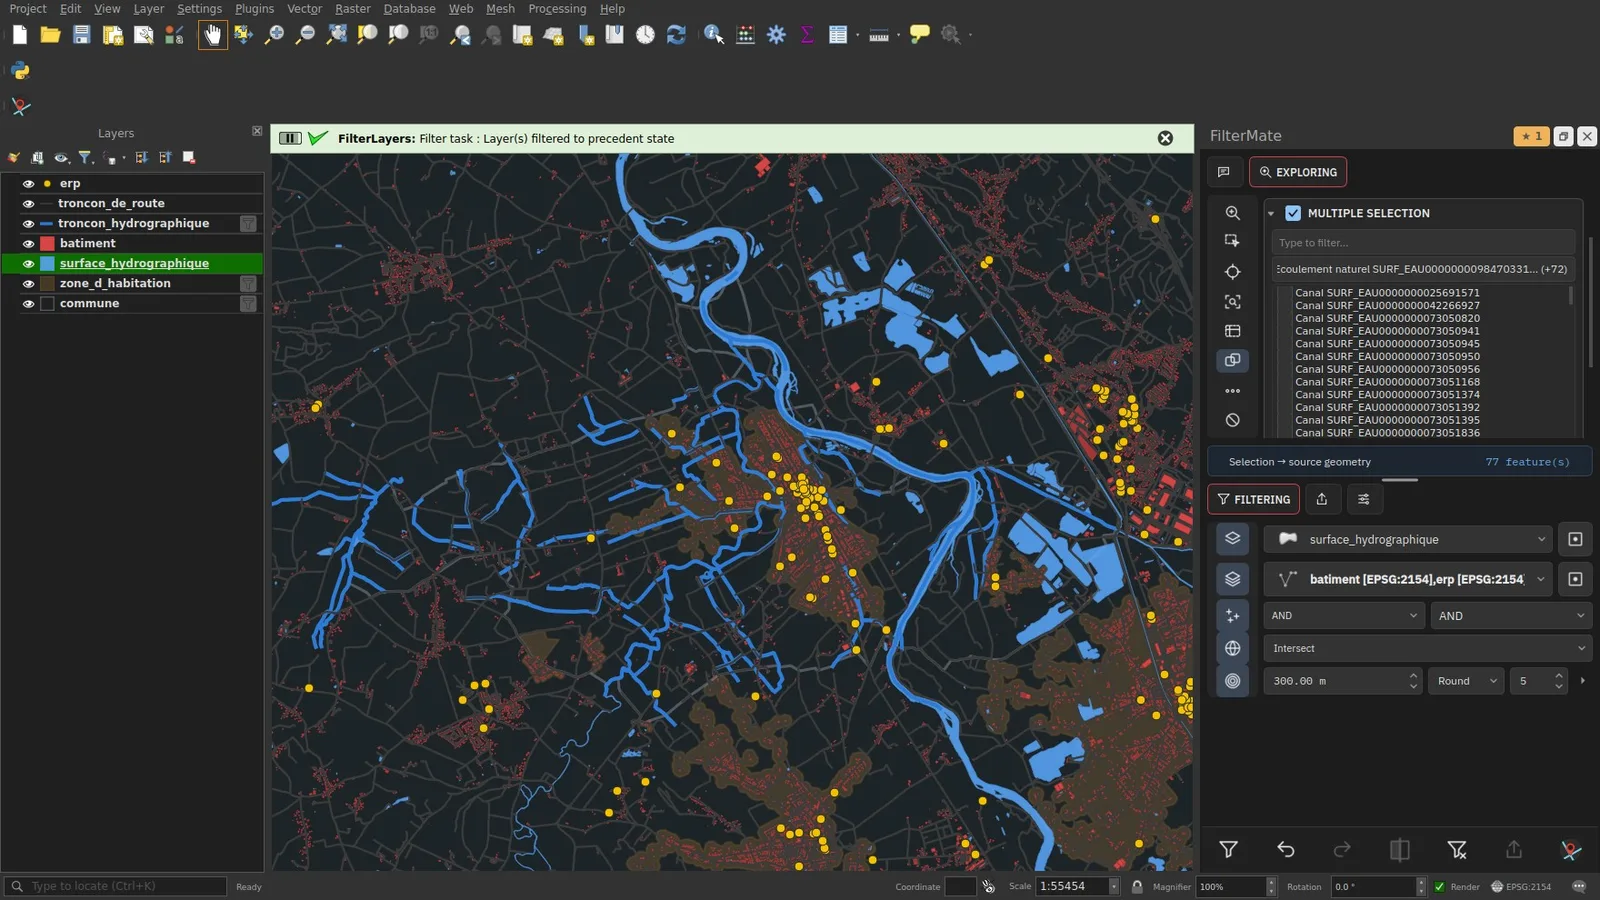 Project Edit View Layer Settings Plugins Vector Raster Database Web Mesh Processing Help
Layers
erp
troncon_de_route
troncon_hydrographique
batiment
surface_hydrographique
zone_d_habitation
commune
FilterLayers: Filter task : Layer(s) filtered to precedent state
FilterMate
★ 1
EXPLORING
MULTIPLE SELECTION
Type to filter...
:coulement naturel SURF_EAU0000000098470331... (+72)
Canal SURF_EAU0000000025691571
Canal SURF_EAU0000000042266927
Canal SURF_EAU0000000073050820
Canal SURF_EAU0000000073050941
Canal SURF_EAU0000000073050945
Canal SURF_EAU0000000073050950
Canal SURF_EAU0000000073050956
Canal SURF_EAU0000000073051168
Canal SURF_EAU0000000073051374
Canal SURF_EAU0000000073051392
Canal SURF_EAU0000000073051395
Canal SURF_EAU0000000073051836
Selection → source geometry 77 feature(s)
FILTERING
surface_hydrographique
batiment [EPSG:2154],erp [EPSG:2154]
AND AND
Intersect
300.00 m Round 5
Type to locate (Ctrl+K) Ready Coordinate Scale 1:55454 Magnifier 100% Rotation 0.0 ° Render EPSG:2154